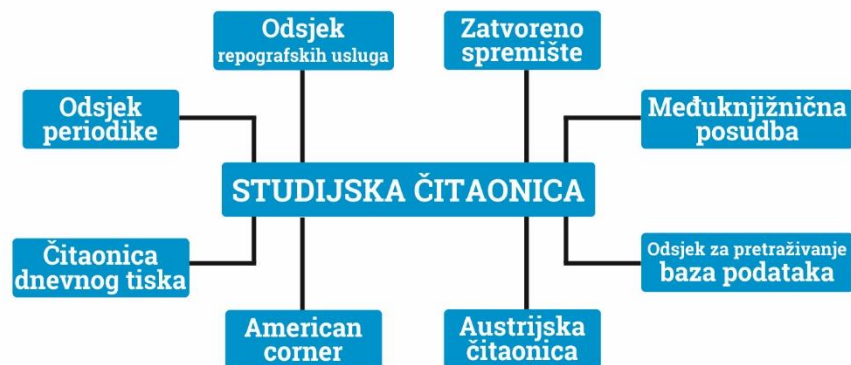 Odsjek
repografskih usluga
Zatvoreno
spremište
Odsjek
periodike
Međuknjižnična
posudba
STUDIJSKA ČITAONICA
Čitaonica
dnevnog tiska
Odsjek za pretraživanje
baza podataka
American
corner
Austrijska
čitaonica